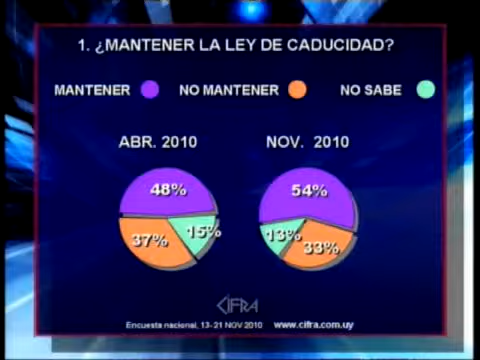 1. ¿MANTENER LA LEY DE CADUCIDAD?
MANTENER NO MANTENER NO SABE
ABR. 2010 NOV. 2010
48% 54%
37% 15% 13% 33%
CIFRA
Encuesta nacional, 13-21 NOV 2010 www.cifra.com.uy